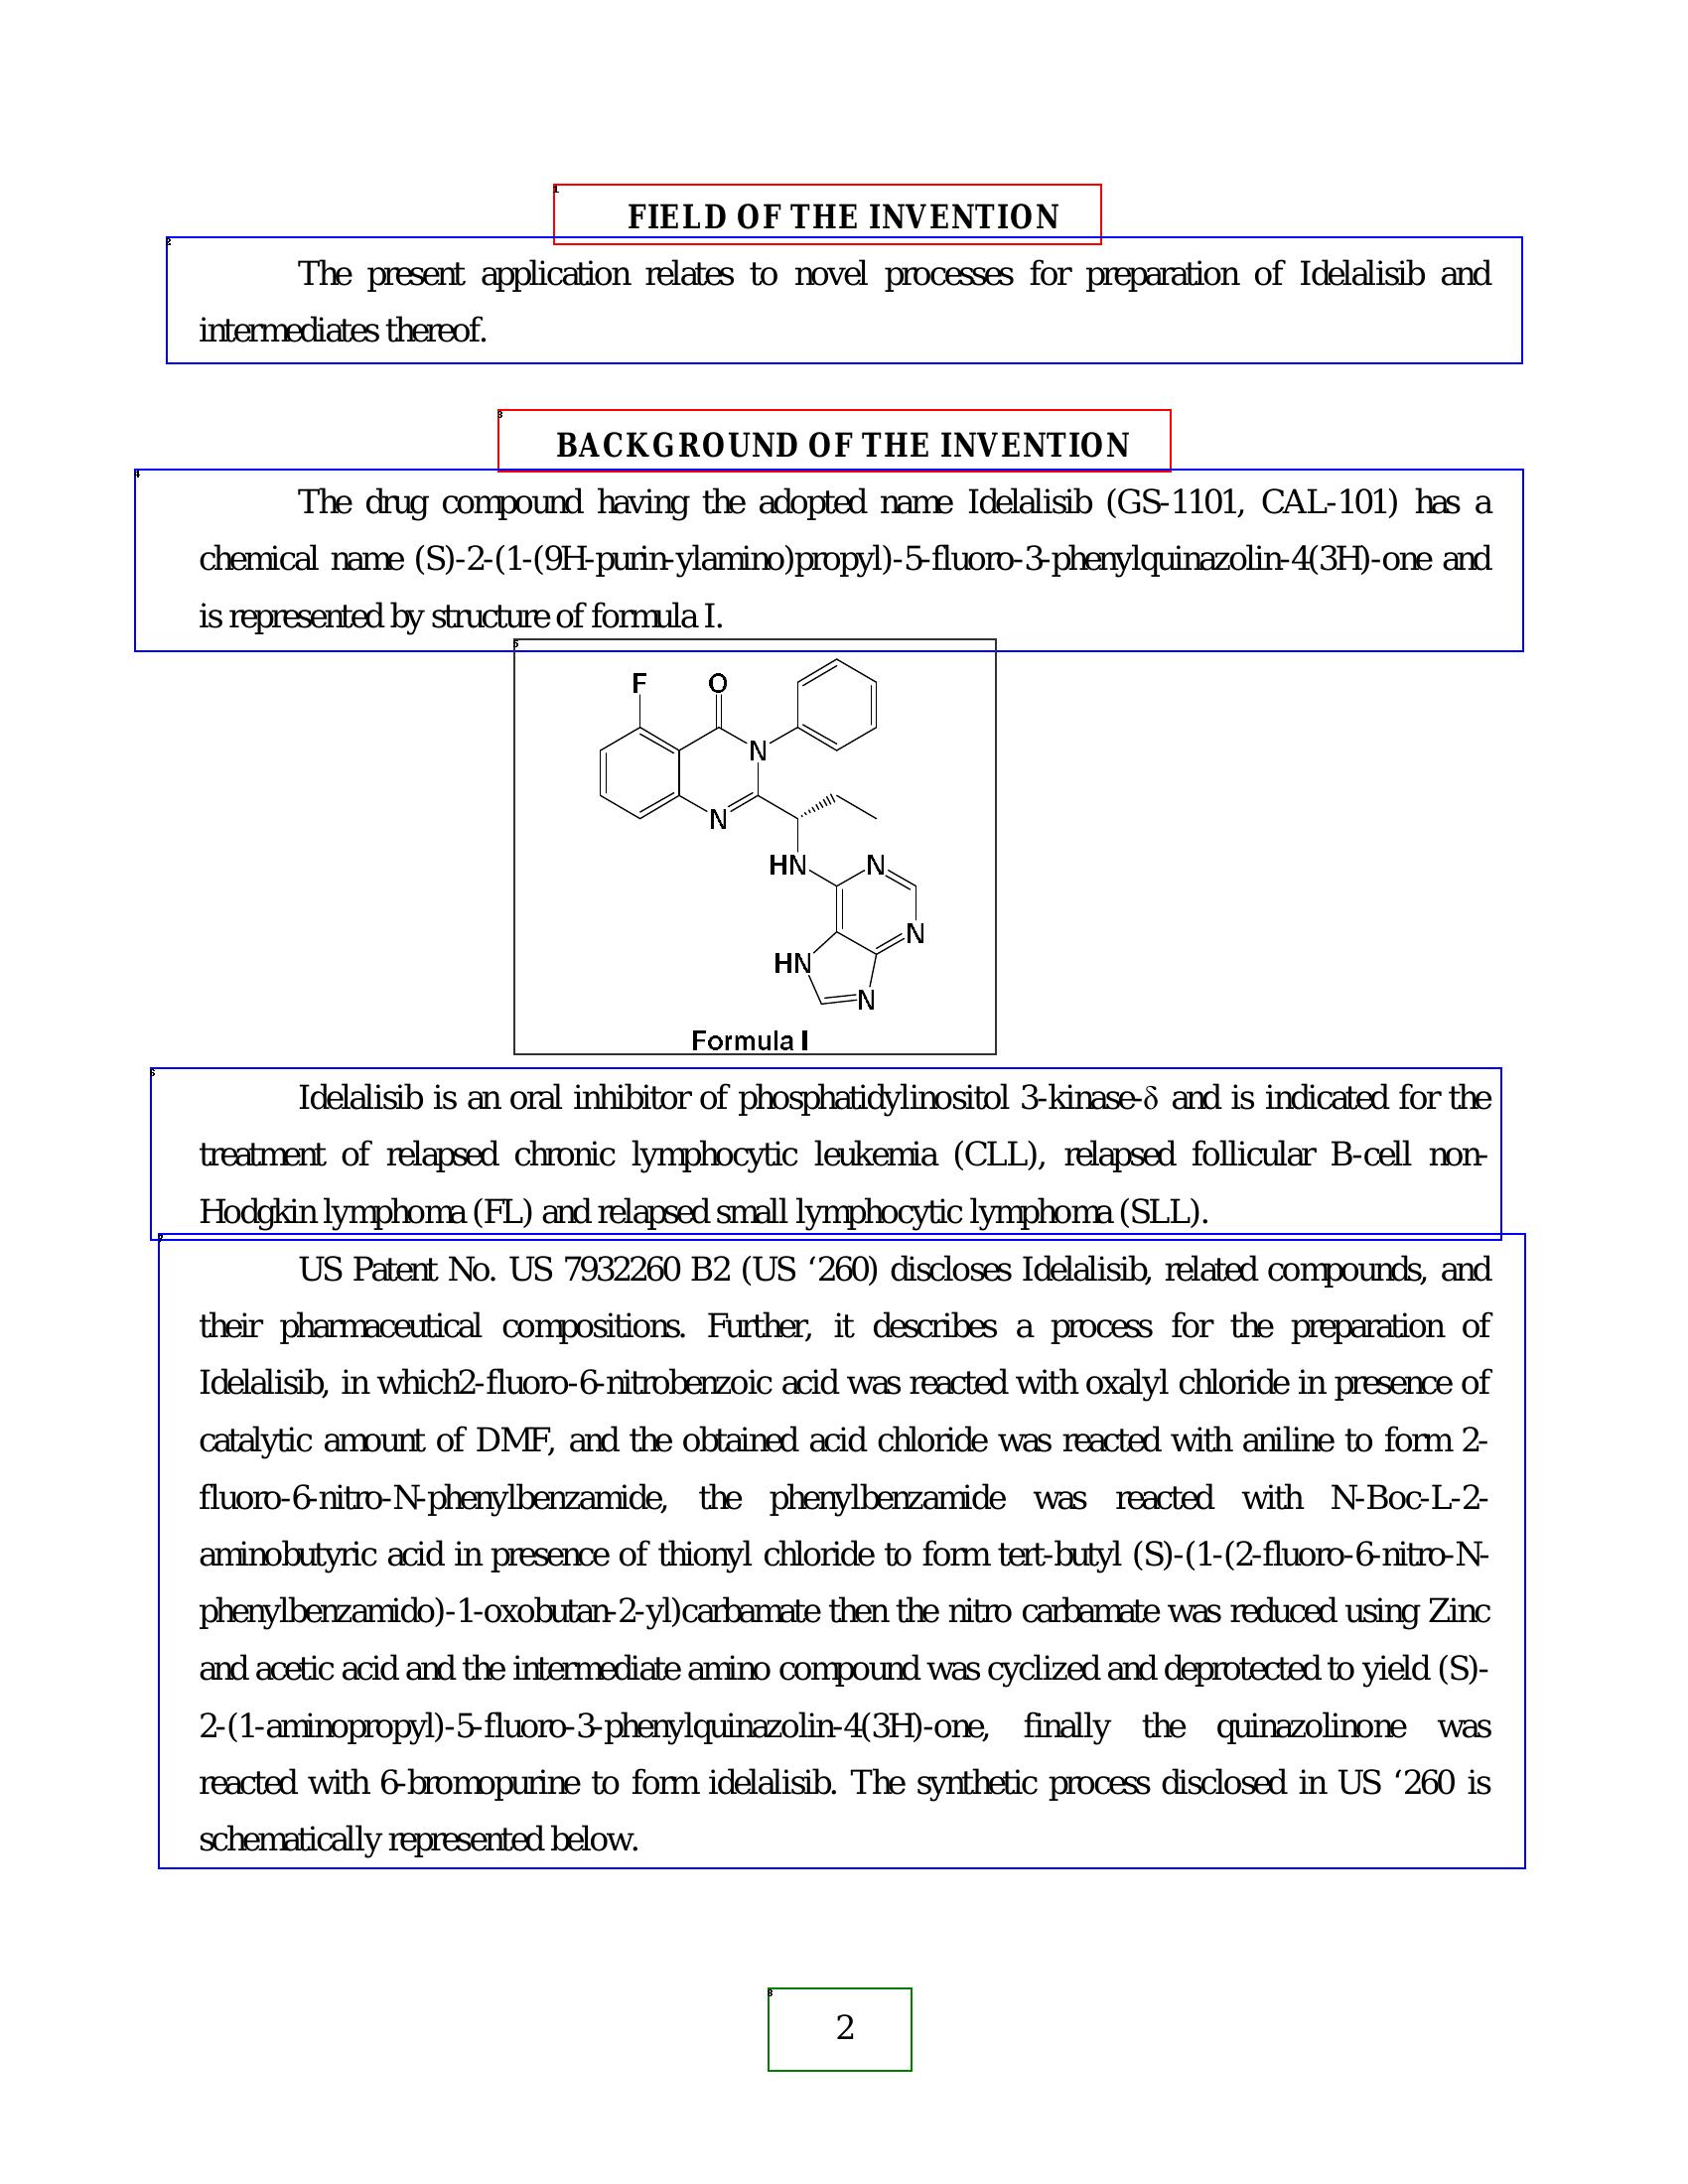 FIELD OF THE INVENTION
The present application relates to novel processes for preparation of Idelalisib and
intermediates thereof.
BACKGROUND OF THE INVENTION
The drug compound having the adopted name Idelalisib (GS-1101, CAL-101) has a
chemical name (S)-2-(1-(9H-purin-ylamino)propyl)-5-fluoro-3-phenylquinazolin-4(3H)-one and
is represented by structure of formula I.
F O
N
N
HN N
N
HN
N
Formula I
Idelalisib is an oral inhibitor of phosphatidylinositol 3-kinase-δ and is indicated for the
treatment of relapsed chronic lymphocytic leukemia (CLL), relapsed follicular B-cell non-
Hodgkin lymphoma (FL) and relapsed small lymphocytic lymphoma (SLL).
US Patent No. US 7932260 B2 (US ‘260) discloses Idelalisib, related compounds, and
their pharmaceutical compositions. Further, it describes a process for the preparation of
Idelalisib, in which2-fluoro-6-nitrobenzoic acid was reacted with oxalyl chloride in presence of
catalytic amount of DMF, and the obtained acid chloride was reacted with aniline to form 2-
fluoro-6-nitro-N-phenylbenzamide, the phenylbenzamide was reacted with N-Boc-L-2-
aminobutyric acid in presence of thionyl chloride to form tert-butyl (S)-(1-(2-fluoro-6-nitro-N-
phenylbenzamido)-1-oxobutan-2-yl)carbamate then the nitro carbamate was reduced using Zinc
and acetic acid and the intermediate amino compound was cyclized and deprotected to yield (S)-
2-(1-aminopropyl)-5-fluoro-3-phenylquinazolin-4(3H)-one, finally the quinazolinone was
reacted with 6-bromopurine to form idelalisib. The synthetic process disclosed in US ‘260 is
schematically represented below.
2